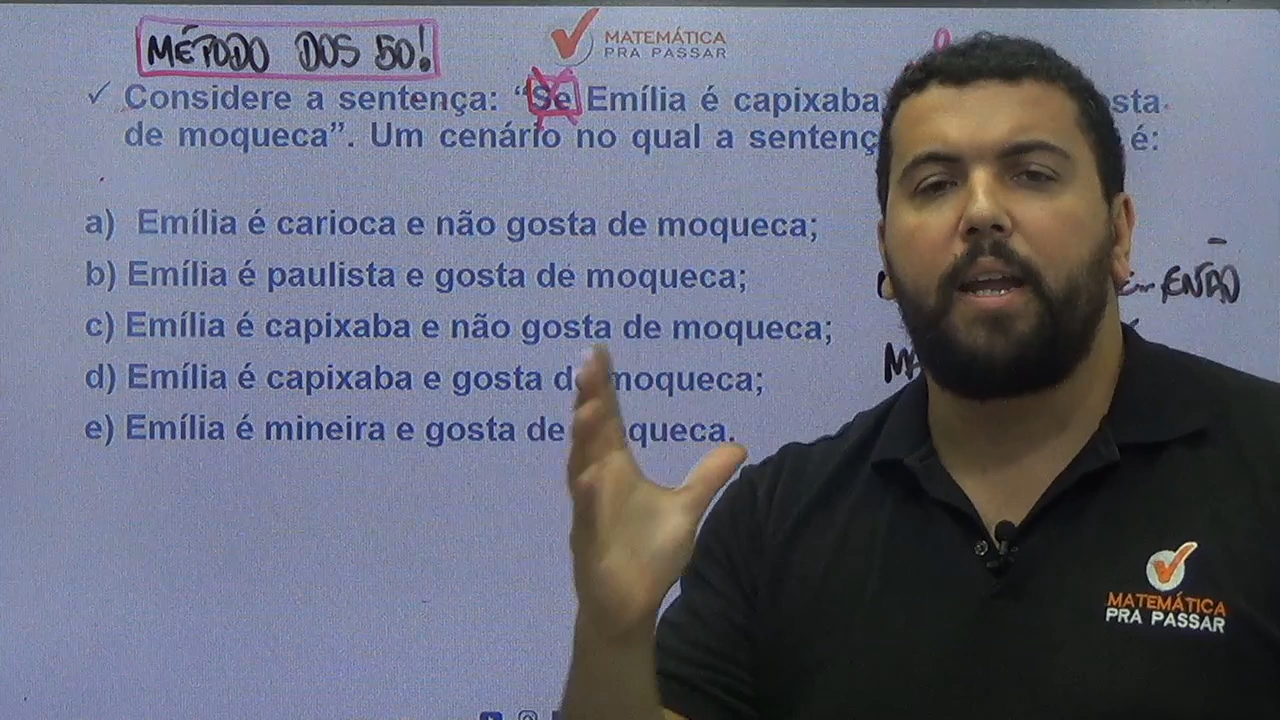 MÉTODO DOS 50!
MATEMÁTICA
PRA PASSAR
✓ Considere a sentença: "Se Emília é capixaba, osta
de moqueca". Um cenário no qual a sentenç é:
a) Emília é carioca e não gosta de moqueca;
b) Emília é paulista e gosta de moqueca;
c) Emília é capixaba e não gosta de moqueca;
d) Emília é capixaba e gosta d moqueca;
e) Emília é mineira e gosta de queca.
ENTÃO
MATEMÁTICA
PRA PASSAR